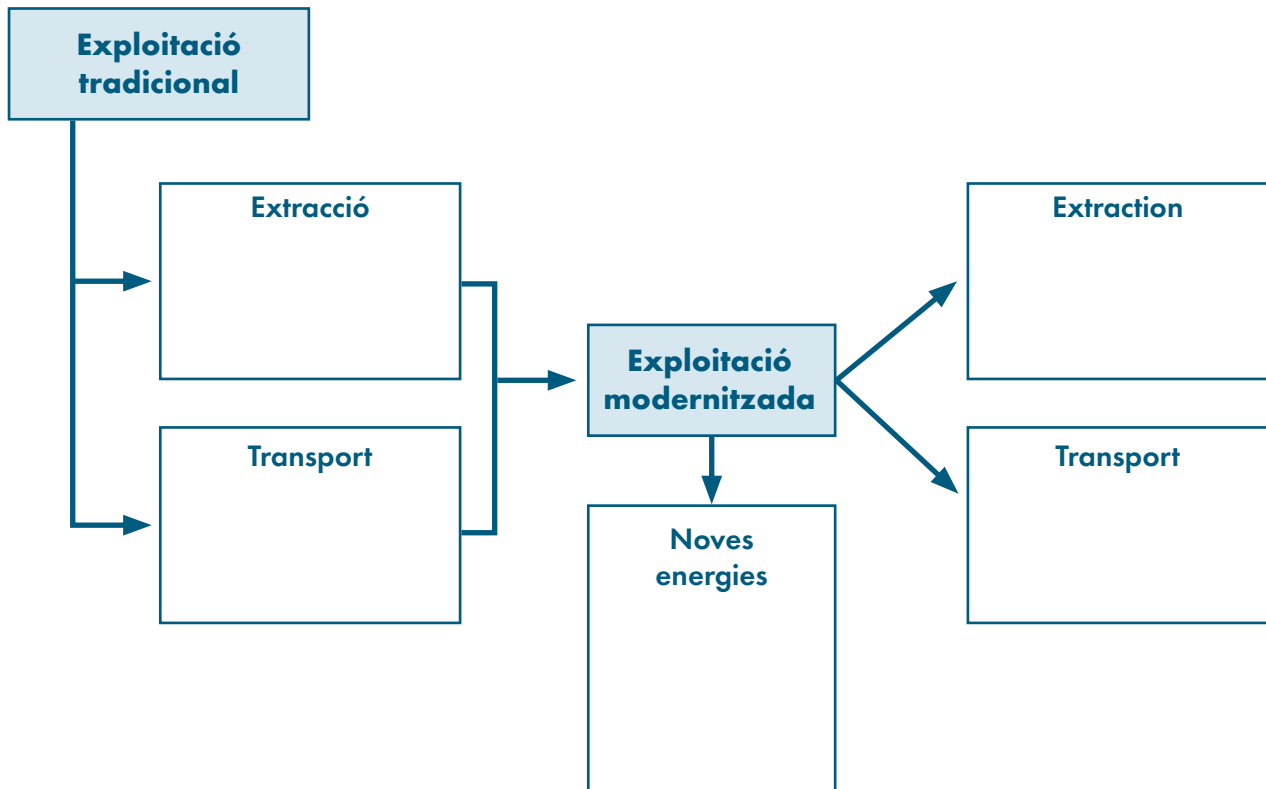 Exploitació
tradicional
Extracció
Extraction
Exploitació
modernitzada
Transport
Transport
Noves
energies